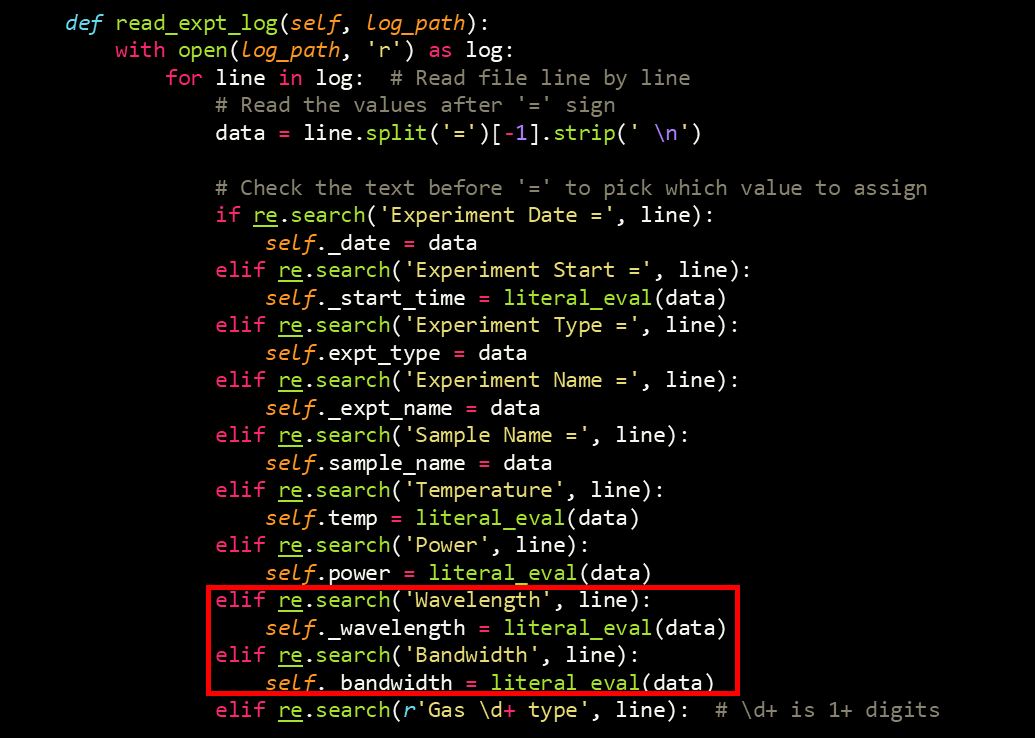 def read_expt_log(self, log_path):
    with open(log_path, 'r') as log:
        for line in log:  # Read file line by line
            # Read the values after '=' sign
            data = line.split('=')[-1].strip(' \n')

            # Check the text before '=' to pick which value to assign
            if re.search('Experiment Date =', line):
                self._date = data
            elif re.search('Experiment Start =', line):
                self._start_time = literal_eval(data)
            elif re.search('Experiment Type =', line):
                self.expt_type = data
            elif re.search('Experiment Name =', line):
                self._expt_name = data
            elif re.search('Sample Name =', line):
                self.sample_name = data
            elif re.search('Temperature', line):
                self.temp = literal_eval(data)
            elif re.search('Power', line):
                self.power = literal_eval(data)
            elif re.search('Wavelength', line):
                self._wavelength = literal_eval(data)
            elif re.search('Bandwidth', line):
                self._bandwidth = literal_eval(data)
            elif re.search(r'Gas \d+ type', line):  # \d+ is 1+ digits